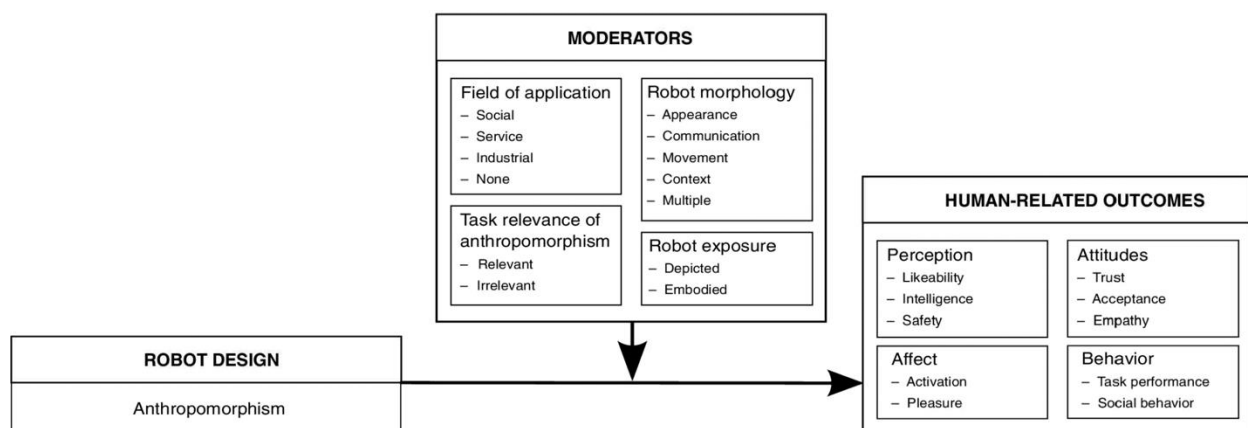 MODERATORS
Field of application
– Social
– Service
– Industrial
– None
Task relevance of
anthropomorphism
– Relevant
– Irrelevant
Robot morphology
– Appearance
– Communication
– Movement
– Context
– Multiple
Robot exposure
– Depicted
– Embodied
HUMAN-RELATED OUTCOMES
Perception
– Likeability
– Intelligence
– Safety
Attitudes
– Trust
– Acceptance
– Empathy
Affect
– Activation
– Pleasure
Behavior
– Task performance
– Social behavior
ROBOT DESIGN
Anthropomorphism